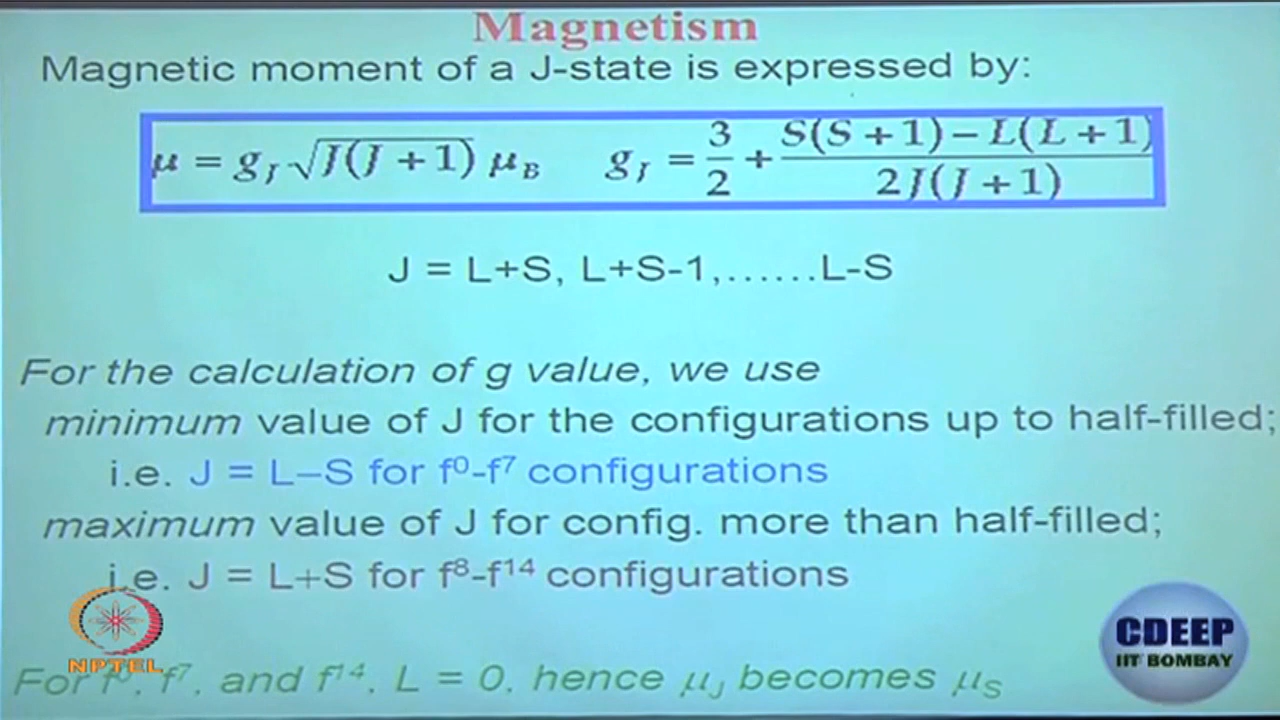 Magnetism
Magnetic moment of a J-state is expressed by:
μ = g_J √J(J + 1) μ_B    g_J = 3/2 + S(S + 1) − L(L + 1) / 2J(J + 1)
J = L+S, L+S-1,......L-S
For the calculation of g value, we use
minimum value of J for the configurations up to half-filled;
i.e. J = L–S for f⁰-f⁷ configurations
maximum value of J for config. more than half-filled;
i.e. J = L+S for f⁸-f¹⁴ configurations
For f⁰, f⁷, and f¹⁴, L = 0, hence μ_J becomes μ_S
NPTEL
CDEEP
IIT BOMBAY